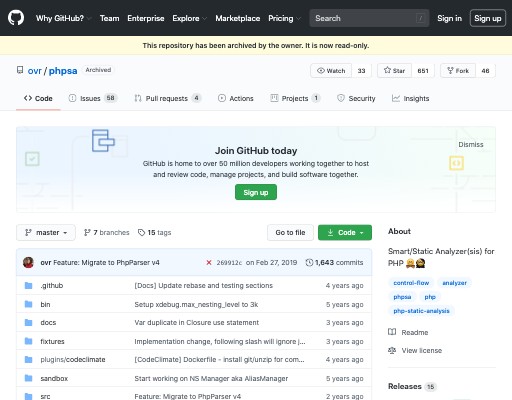 Why GitHub? Team Enterprise Explore Marketplace Pricing Search / Sign in Sign up
This repository has been archived by the owner. It is now read-only.
ovr / phpsa Archived Watch 33 Star 651 Fork 46
Code Issues 58 Pull requests 4 Actions Projects 1 Security Insights
Dismiss
Join GitHub today
GitHub is home to over 50 million developers working together to host
and review code, manage projects, and build software together.
Sign up
master 7 branches 15 tags Go to file Code
ovr Feature: Migrate to PhpParser v4 269912c on Feb 27, 2019 1,643 commits
.github [Docs] Update rebase and testing sections 4 years ago
bin Setup xdebug.max_nesting_level to 3k 5 years ago
docs Var duplicate in Closure use statement 3 years ago
fixtures Implementation change, following slash will ignore j... 4 years ago
plugins/codeclimate [CodeClimate] Dockerfile - install git/unzip for com... 4 years ago
sandbox Start working on NS Manager aka AliasManager 5 years ago
src Feature: Migrate to PhpParser v4 2 years ago
About
Smart/Static Analyzer(sis) for
PHP
control-flow analyzer
phpsa php
php-static-analysis
Readme
View license
Releases 15